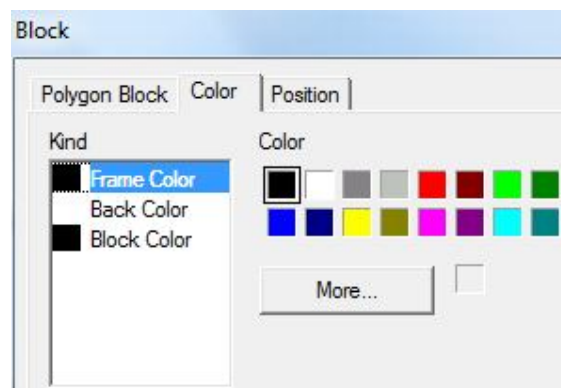 Block
Polygon Block Color Position
Kind Color
Frame Color
Back Color
Block Color
More...